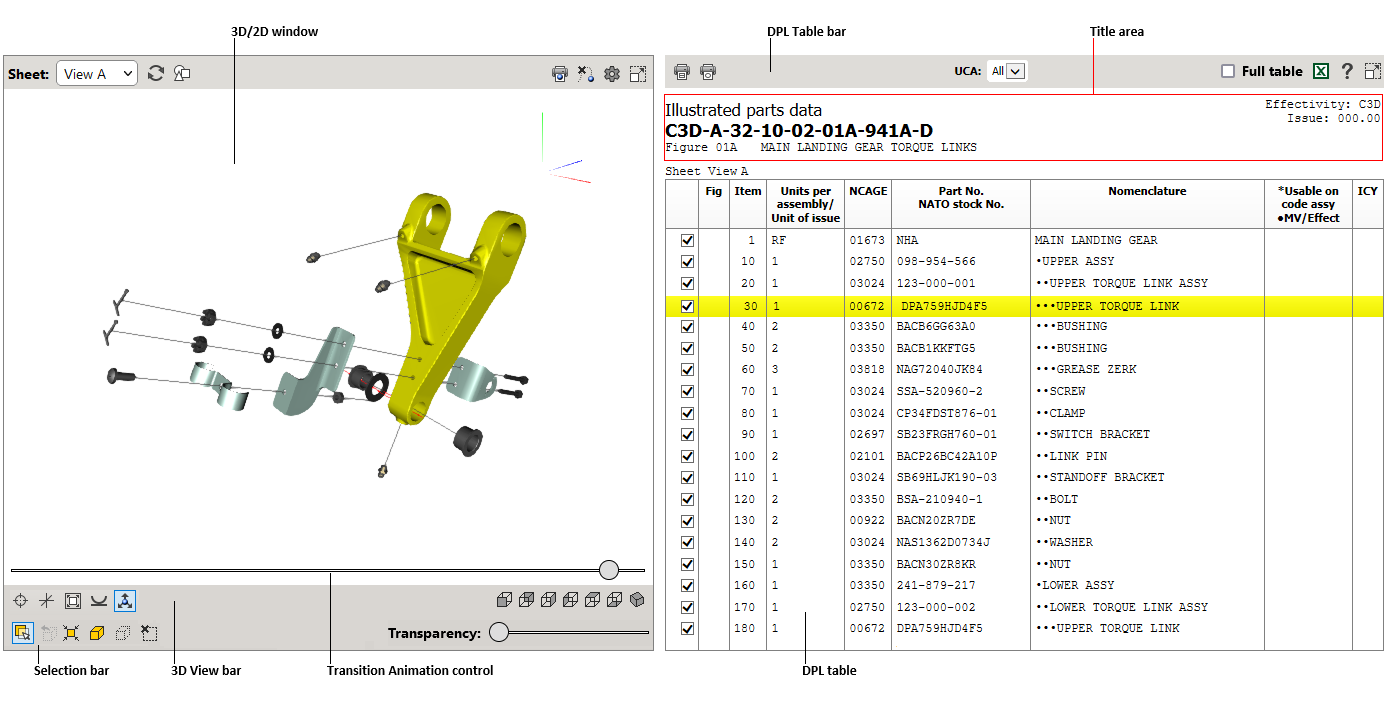 3D/2D window
DPL Table bar
Title area
Sheet: View A
UCA: All
Full table
Illustrated parts data
Effectivity: C3D
C3D-A-32-10-02-01A-941A-D
Issue: 000.00
Figure 01A MAIN LANDING GEAR TORQUE LINKS
Sheet View A
Fig Item Units per assembly/ Unit of issue NCAGE Part No. NATO stock No. Nomenclature *Usable on code assy ●MV/Effect ICY
1 RF 01673 NHA MAIN LANDING GEAR
10 1 02750 098-954-566 •UPPER ASSY
20 1 03024 123-000-001 ••UPPER TORQUE LINK ASSY
30 1 00672 DPA759HJD4F5 •••UPPER TORQUE LINK
40 2 03350 BACB6GG63A0 •••BUSHING
50 2 03350 BACB1KKFTG5 •••BUSHING
60 3 03818 NAG72040JK84 •••GREASE ZERK
70 1 03024 SSA-520960-2 ••SCREW
80 1 03024 CP34FDST876-01 ••CLAMP
90 1 02697 SB23FRGH760-01 ••SWITCH BRACKET
100 2 02101 BACP26BC42A10P ••LINK PIN
110 1 03024 SB69HLJK190-03 ••STANDOFF BRACKET
120 2 03350 BSA-210940-1 ••BOLT
130 2 00922 BACN20ZR7DE ••NUT
140 2 03024 NAS1362D0734J ••WASHER
150 1 03350 BACN30ZR8KR ••NUT
160 1 03350 241-879-217 •LOWER ASSY
170 1 02750 123-000-002 ••LOWER TORQUE LINK ASSY
180 1 00672 DPA759HJD4F5 •••UPPER TORQUE LINK
Transparency:
Selection bar
3D View bar
Transition Animation control
DPL table